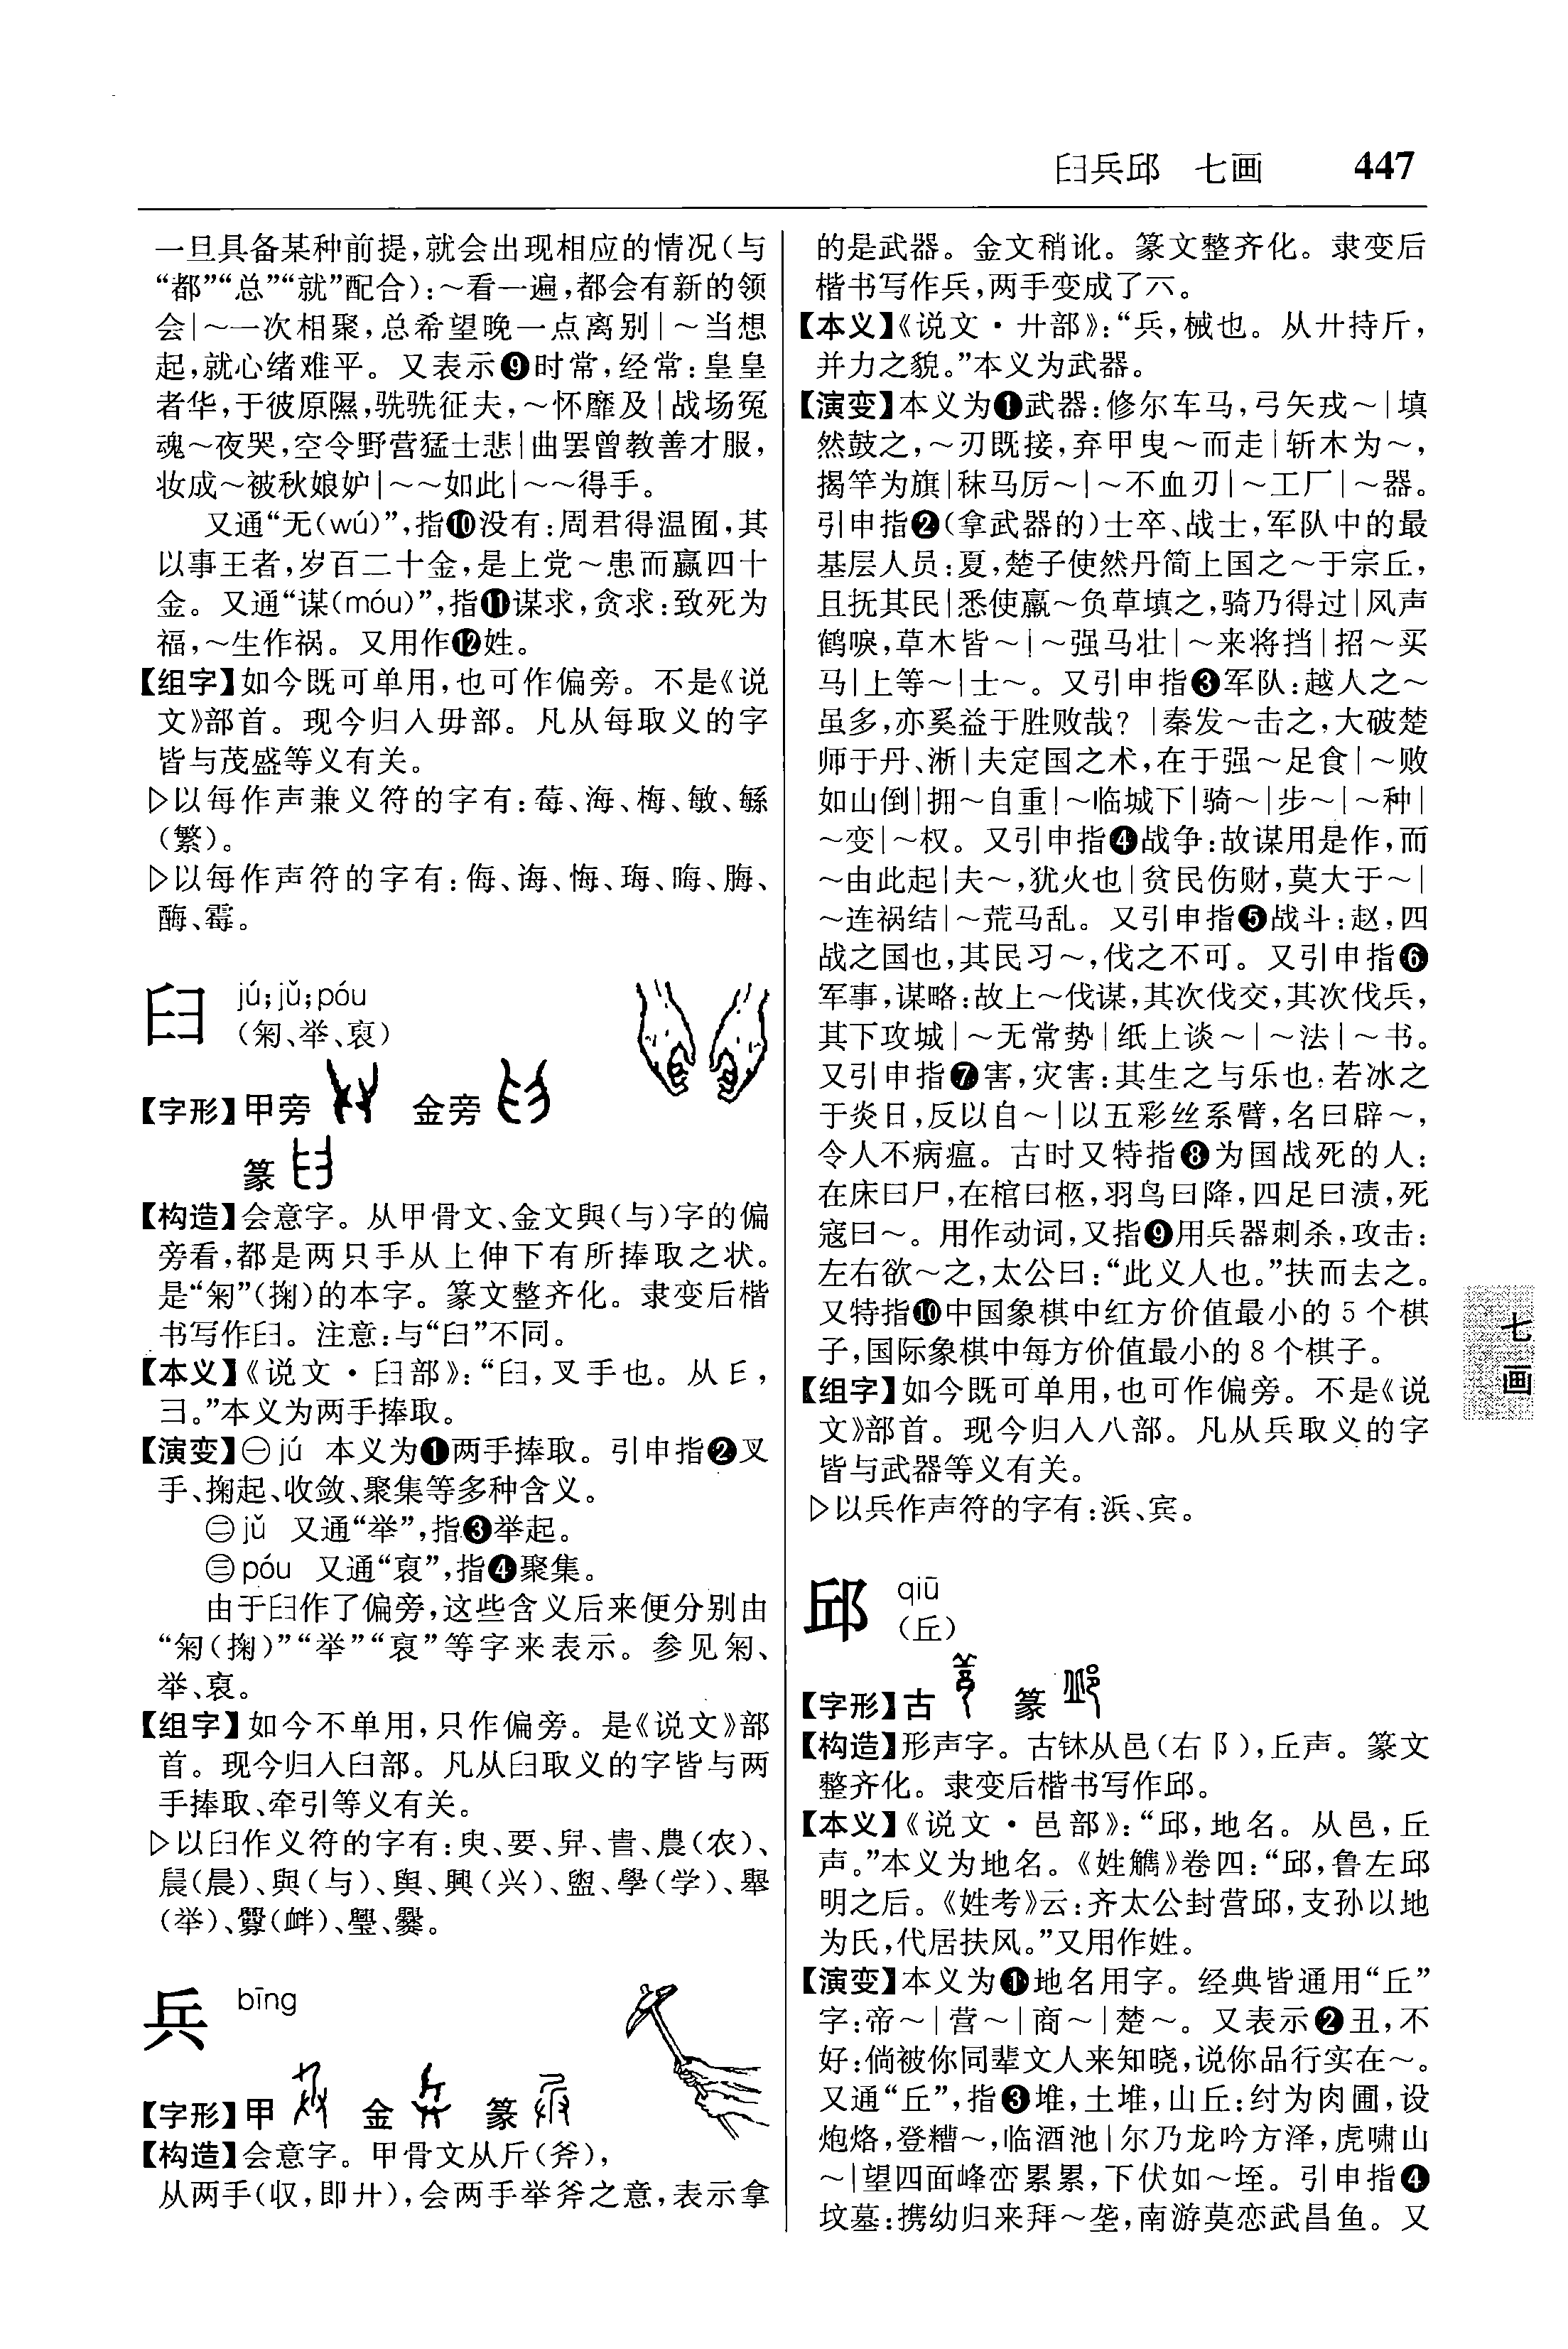 𦥑兵邱 七画 447
一旦具备某种前提,就会出现相应的情况(与
“都”“总”“就”配合):～看一遍,都会有新的领
会|～一次相聚,总希望晚一点离别|～当想
起,就心绪难平。又表示❾时常,经常:皇皇
者华,于彼原隰,駪駪征夫,～怀靡及|战场冤
魂～夜哭,空令野营猛士悲|曲罢曾教善才服,
妆成～被秋娘妒|～～如此|～～得手。
又通“无(wú)”,指❿没有:周君得温囿,其
以事王者,岁百二十金,是上党～患而赢四十
金。又通“谋(móu)”,指⓫谋求,贪求:致死为
福,～生作祸。又用作⓬姓。
【组字】如今既可单用,也可作偏旁。不是《说
文》部首。现今归入毋部。凡从每取义的字
皆与茂盛等义有关。
▷以每作声兼义符的字有:莓、海、梅、敏、緐
(繁)。
▷以每作声符的字有:侮、诲、悔、珻、晦、脢、
酶、霉。
𦥑 jú;jǔ;póu
(匊、举、裒)
【字形】甲旁 金旁
篆
【构造】会意字。从甲骨文、金文與(与)字的偏
旁看,都是两只手从上伸下有所捧取之状。
是“匊”(掬)的本字。篆文整齐化。隶变后楷
书写作𦥑。注意:与“臼”不同。
【本义】《说文·𦥑部》:“𦥑,叉手也。从𠂇,
彐。”本义为两手捧取。
【演变】㊀jú 本义为❶两手捧取。引申指❷叉
手、掬起、收敛、聚集等多种含义。
㊁jǔ 又通“举”,指❸举起。
㊂póu 又通“裒”,指❹聚集。
由于𦥑作了偏旁,这些含义后来便分别由
“匊(掬)”“举”“裒”等字来表示。参见匊、
举、裒。
【组字】如今不单用,只作偏旁。是《说文》部
首。现今归入臼部。凡从𦥑取义的字皆与两
手捧取、牵引等义有关。
▷以𦥑作义符的字有:臾、要、舁、𠳋、農(农)、
晨(晨)、與(与)、輿、興(兴)、盥、學(学)、舉
(举)、釁(衅)、爨。
兵 bīng
【字形】甲 金 篆
【构造】会意字。甲骨文从斤(斧),
从两手(収,即廾),会两手举斧之意,表示拿
的是武器。金文稍讹。篆文整齐化。隶变后
楷书写作兵,两手变成了六。
【本义】《说文·廾部》:“兵,械也。从廾持斤,
并力之貌。”本义为武器。
【演变】本义为❶武器:修尔车马,弓矢戎～|填
然鼓之,～刃既接,弃甲曳～而走|斩木为～,
揭竿为旗|秣马厉～|～不血刃|～工厂|～器。
引申指❷(拿武器的)士卒、战士,军队中的最
基层人员:夏,楚子使然丹简上国之～于宗丘,
且抚其民|悉使羸～负草填之,骑乃得过|风声
鹤唳,草木皆～|～强马壮|～来将挡|招～买
马|上等～|士～。又引申指❸军队:越人之～
虽多,亦奚益于胜败哉?|秦发～击之,大破楚
师于丹、淅|夫定国之术,在于强～足食|～败
如山倒|拥～自重|～临城下|骑～|步～|～种|
～变|～权。又引申指❹战争:故谋用是作,而
～由此起|夫～,犹火也|贫民伤财,莫大于～|
～连祸结|～荒马乱。又引申指❺战斗:赵,四
战之国也,其民习～,伐之不可。又引申指❻
军事,谋略:故上～伐谋,其次伐交,其次伐兵,
其下攻城|～无常势|纸上谈～|～法|～书。
又引申指❼害,灾害:其生之与乐也,若冰之
于炎日,反以自～|以五彩丝系臂,名曰辟～,
令人不病瘟。古时又特指❽为国战死的人:
在床曰尸,在棺曰柩,羽鸟曰降,四足曰渍,死
寇曰～。用作动词,又指❾用兵器刺杀,攻击:
左右欲～之,太公曰:“此义人也。”扶而去之。
又特指❿中国象棋中红方价值最小的5个棋
子,国际象棋中每方价值最小的8个棋子。
【组字】如今既可单用,也可作偏旁。不是《说
文》部首。现今归入八部。凡从兵取义的字
皆与武器等义有关。
▷以兵作声符的字有:浜、宾。
邱 qiū
(丘)
【字形】古 篆
【构造】形声字。古钵从邑(右阝),丘声。篆文
整齐化。隶变后楷书写作邱。
【本义】《说文·邑部》:“邱,地名。从邑,丘
声。”本义为地名。《姓觿》卷四:“邱,鲁左邱
明之后。《姓考》云:齐太公封营邱,支孙以地
为氏,代居扶风。”又用作姓。
【演变】本义为❶地名用字。经典皆通用“丘”
字:帝～|营～|商～|楚～。又表示❷丑,不
好:倘被你同辈文人来知晓,说你品行实在～。
又通“丘”,指❸堆,土堆,山丘:纣为肉圃,设
炮烙,登糟～,临酒池|尔乃龙吟方泽,虎啸山
～|望四面峰峦累累,下伏如～垤。引申指❹
坟墓:携幼归来拜～垄,南游莫恋武昌鱼。又
七画